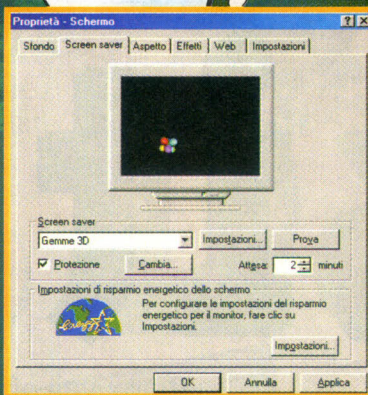 Proprietà - Schermo
Sfondo Screen saver Aspetto Effetti Web Impostazioni
Screen saver
Gemme 3D Impostazioni... Prova
Protezione Cambia... Attesa: 2 minuti
Impostazioni di risparmio energetico dello schermo
Per configurare le impostazioni del risparmio
energetico per il monitor, fare clic su
Impostazioni.
Impostazioni...
OK Annulla Applica